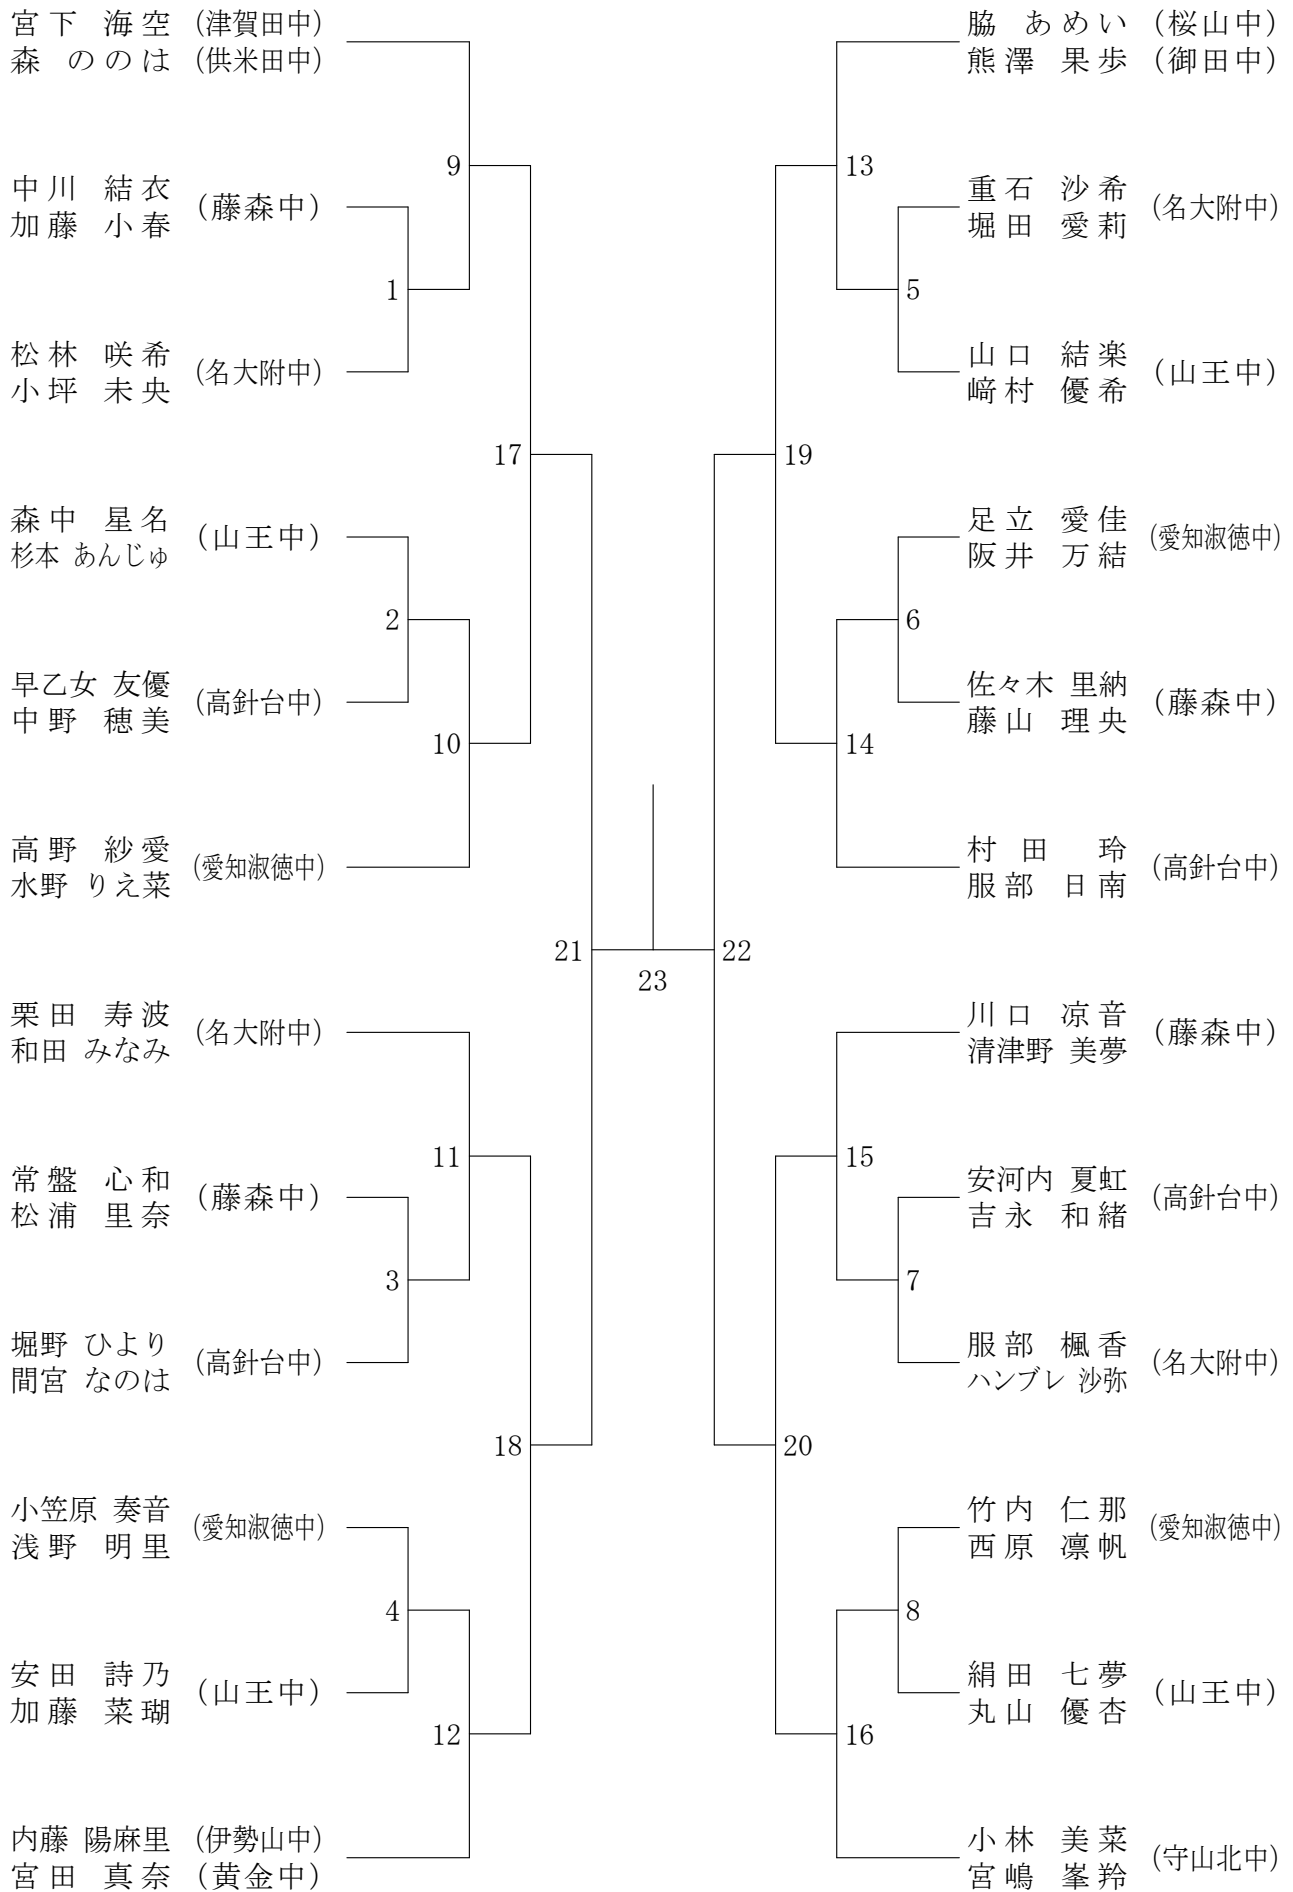 宮下 海空 (津賀田中)
森 ののは (供米田中)
9
中川 結衣
加藤 小春
(藤森中)
1
松林 咲希
小坪 未央
(名大附中)
17
森中 星名
杉本 あんじゅ
(山王中)
2
早乙女 友優
中野 穂美
(高針台中)
10
高野 紗愛
水野 りえ菜
(愛知淑徳中)
21
栗田 寿波
和田 みなみ
(名大附中)
11
常盤 心和
松浦 里奈
(藤森中)
3
堀野 ひより
間宮 なのは
(高針台中)
18
小笠原 奏音
浅野 明里
(愛知淑徳中)
4
安田 詩乃
加藤 菜瑚
(山王中)
12
内藤 陽麻里 (伊勢山中)
宮田 真奈 (黄金中)
23
脇 あめい (桜山中)
熊澤 果歩 (御田中)
13
重石 沙希
堀田 愛莉
(名大附中)
5
山口 結楽
﨑村 優希
(山王中)
19
足立 愛佳
阪井 万結
(愛知淑徳中)
6
佐々木 里納
藤山 理央
(藤森中)
14
村田 玲
服部 日南
(高針台中)
22
川口 凉音
清津野 美夢
(藤森中)
15
安河内 夏虹
吉永 和緒
(高針台中)
7
服部 楓香
ハンブレ 沙弥
(名大附中)
20
竹内 仁那
西原 凛帆
(愛知淑徳中)
8
絹田 七夢
丸山 優杏
(山王中)
16
小林 美菜
宮嶋 峯羚
(守山北中)